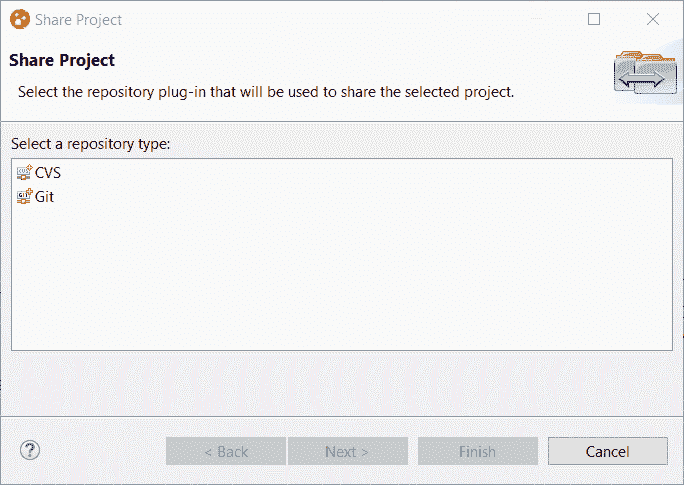 Share Project
Share Project
Select the repository plug-in that will be used to share the selected project.
Select a repository type:
CVS
Git
< Back Next > Finish Cancel